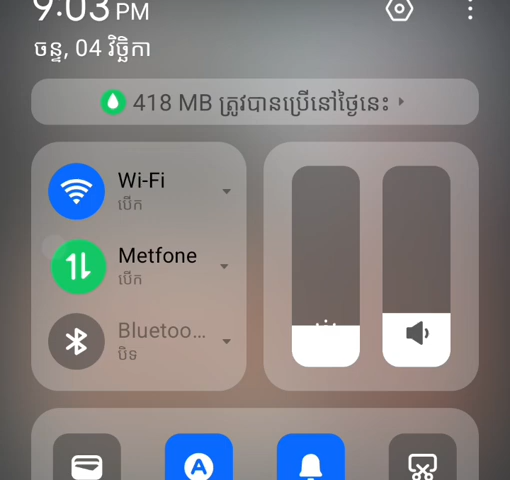 9:03 PM
ចន្ទ, 04 វិច្ឆិកា
418 MB ត្រូវបានប្រើនៅថ្ងៃនេះ
Wi-Fi
បើក
Metfone
បើក
Bluetoo...
បិទ
A